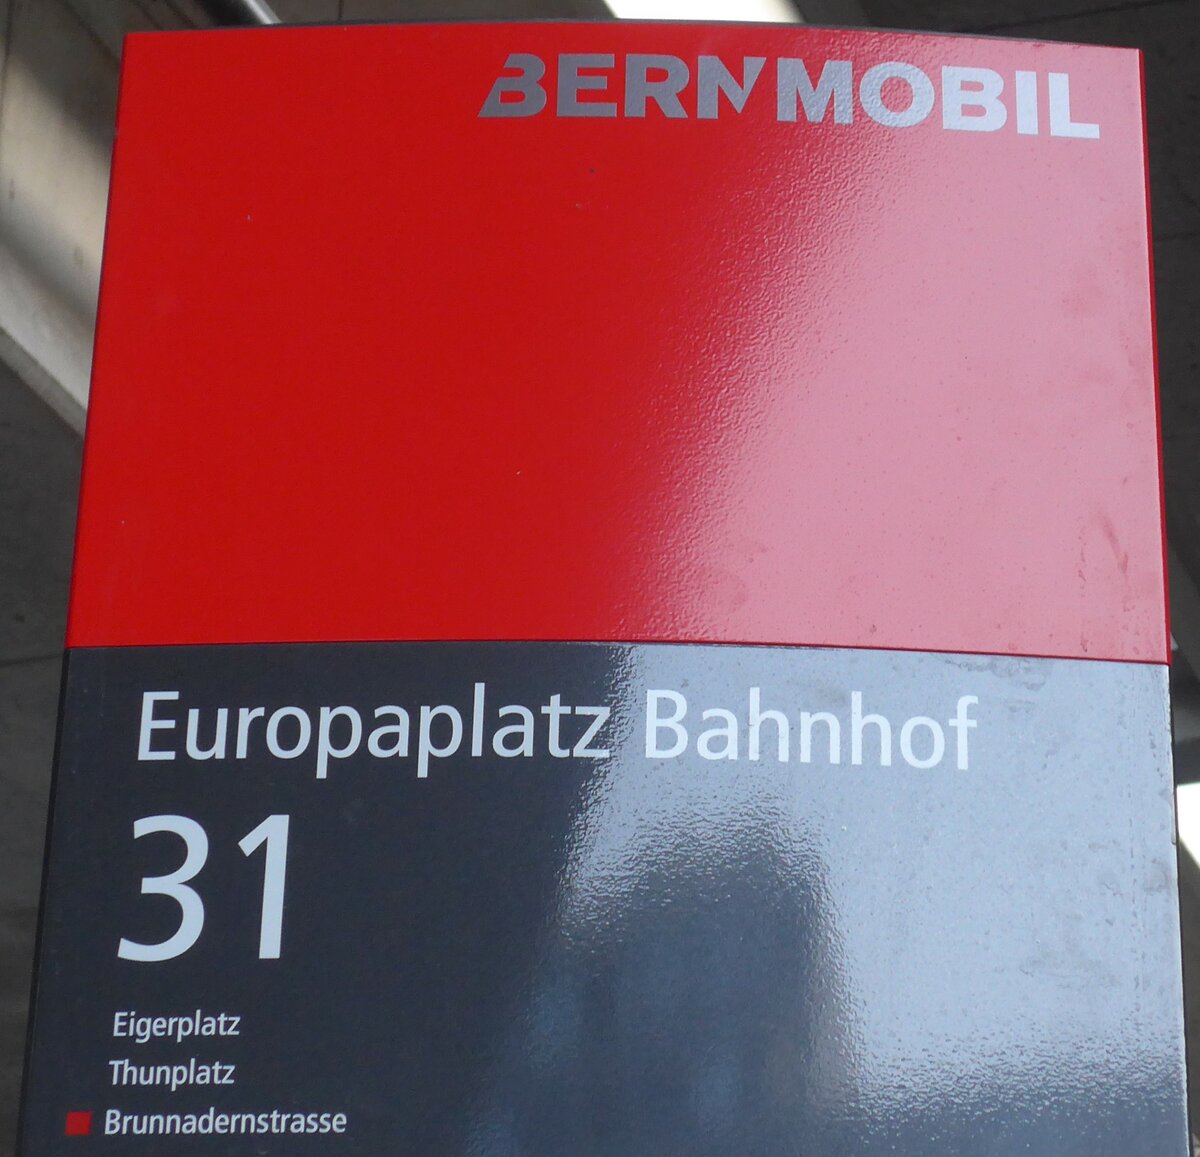 BERNMOBIL
Europaplatz Bahnhof
31
Eigerplatz
Thunplatz
Brunnadernstrasse